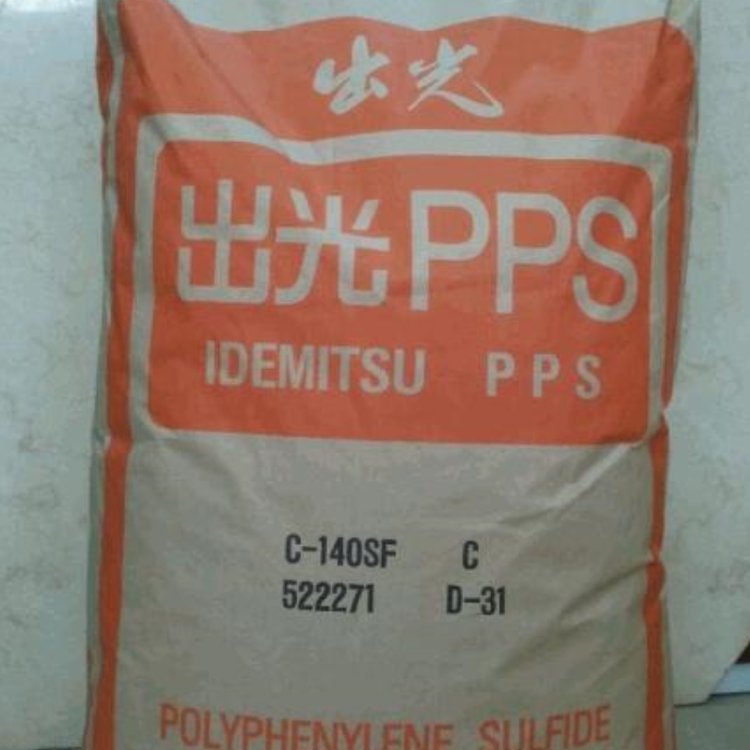 出光
出光PPS
IDEMITSU PPS
C-140SF C
522271 D-31
POLYPHENYLENE SULFIDE